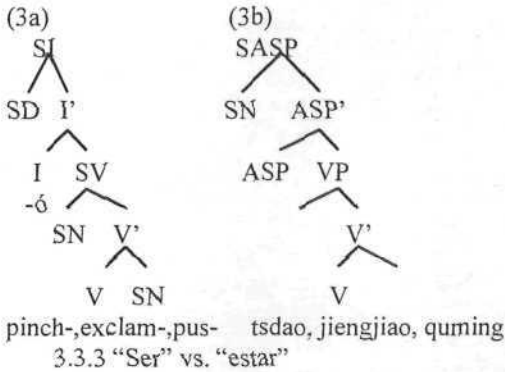 (3a) (3b)
SI SASP
SD I' SN ASP'
I SV ASP VP
-ó
SN V' V'
V SN V
pinch-,exclam-,pus- tsdao, jiengjiao, quming
3.3.3 “Ser” vs. “estar”